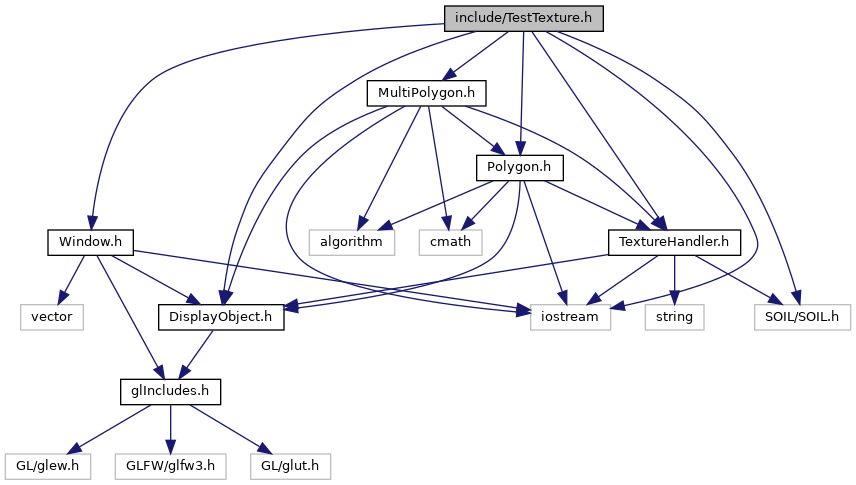 include/TestTexture.h
MultiPolygon.h
Polygon.h
Window.h
algorithm
cmath
TextureHandler.h
vector
DisplayObject.h
iostream
string
SOIL/SOIL.h
glIncludes.h
GL/glew.h
GLFW/glfw3.h
GL/glut.h